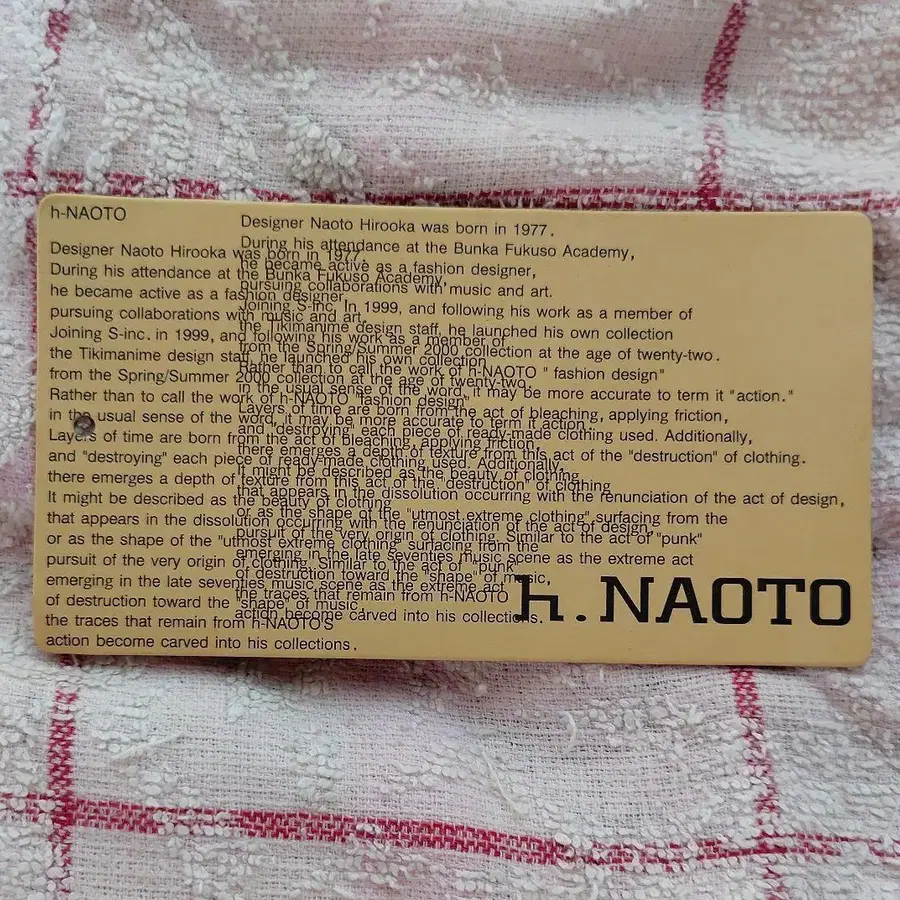 h-NAOTO
Designer Naoto Hirooka was born in 1977.
During his attendance at the Bunka Fukuso Academy,
he became active as a fashion designer,
pursuing collaborations with music and art.
Joining S-inc. in 1999, and following his work as a member of
the Tikimanime design staff, he launched his own collection
from the Spring/Summer 2000 collection at the age of twenty-two.
Rather than to call the work of h-NAOTO "fashion design"
in the usual sense of the word, it may be more accurate to term it "action."
Layers of time are born from the act of bleaching, applying friction,
and "destroying" each piece of ready-made clothing used. Additionally,
there emerges a depth of texture from this act of the "destruction" of clothing.
It might be described as the beauty of clothing
that appears in the dissolution occurring with the renunciation of the act of design,
or as the shape of the "utmost extreme clothing" surfacing from the
pursuit of the very origin of clothing. Similar to the act of "punk"
emerging in the late seventies music scene as the extreme act
of destruction toward the "shape" of music,
the traces that remain from h-NAOTO'S
action become carved into his collections.
Designer Naoto Hirooka was born in 1977.
During his attendance at the Bunka Fukuso Academy,
he became active as a fashion designer,
pursuing collaborations with music and art.
Joining S-inc. In 1999, and following his work as a member of
the Tikimanime design staff, he launched his own collection
from the Spring/Summer 2000 collection at the age of twenty-two.
Rather than to call the work of h-NAOTO " fashion design"
in the usual sense of the word, it may be more accurate to term it "action."
Layers of time are born from the act of bleaching, applying friction,
and "destroying" each piece of ready-made clothing used. Additionally,
there emerges a depth of texture from this act of the "destruction" of clothing.
It might be described as the beauty of clothing
that appears in the dissolution occurring with the renunciation of the act of design,
or as the shape of the "utmost extreme clothing" surfacing from the
pursuit of the very origin of clothing. Similar to the act of "punk"
emerging in the late seventies music scene as the extreme act
of destruction toward the "shape" of music,
the traces that remain from h-NAOTO
action become carved into his collections.
h.NAOTO